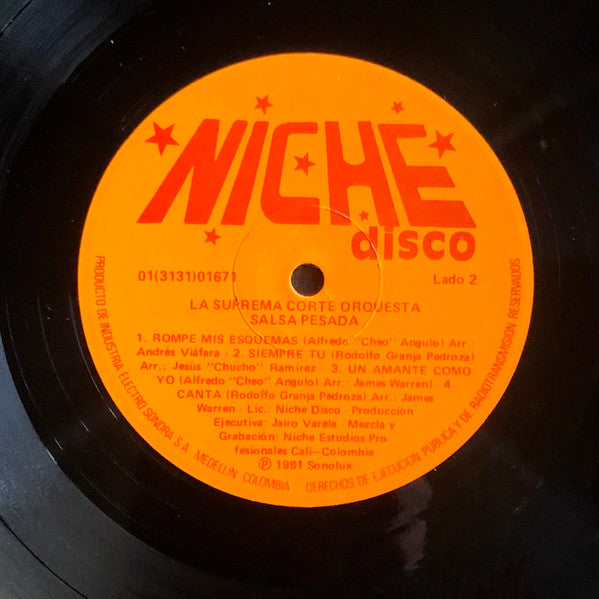 NICHE
disco
01(3131)01671
Lado 2
LA SUPREMA CORTE ORQUESTA
SALSA PESADA
1. ROMPE MIS ESQUEMAS (Alfredo "Cheo" Angulo) Arr.:
Andrés Viáfara - 2. SIEMPRE TU (Rodolfo Granja Pedroza)
Arr.: Jesús "Chucho" Ramírez - 3. UN AMANTE COMO
YO (Alfredo "Cheo" Angulo) Arr.: James Warren) - 4
CANTA (Rodolfo Granja Pedroza) Arr.: James
Warren - Lic.: Niche Disco - Producción
Ejecutiva: Jairo Varela - Mezcla y
Grabación: Niche Estudios Pro-
fesionales Cali-Colombia
℗ 1991 Sonolux
PRODUCTO DE INDUSTRIA ELECTRO SONORA S.A. MEDELLIN COLOMBIA DERECHOS DE EJECUCION PUBLICA Y DE RADIOTRANSMISION RESERVADOS